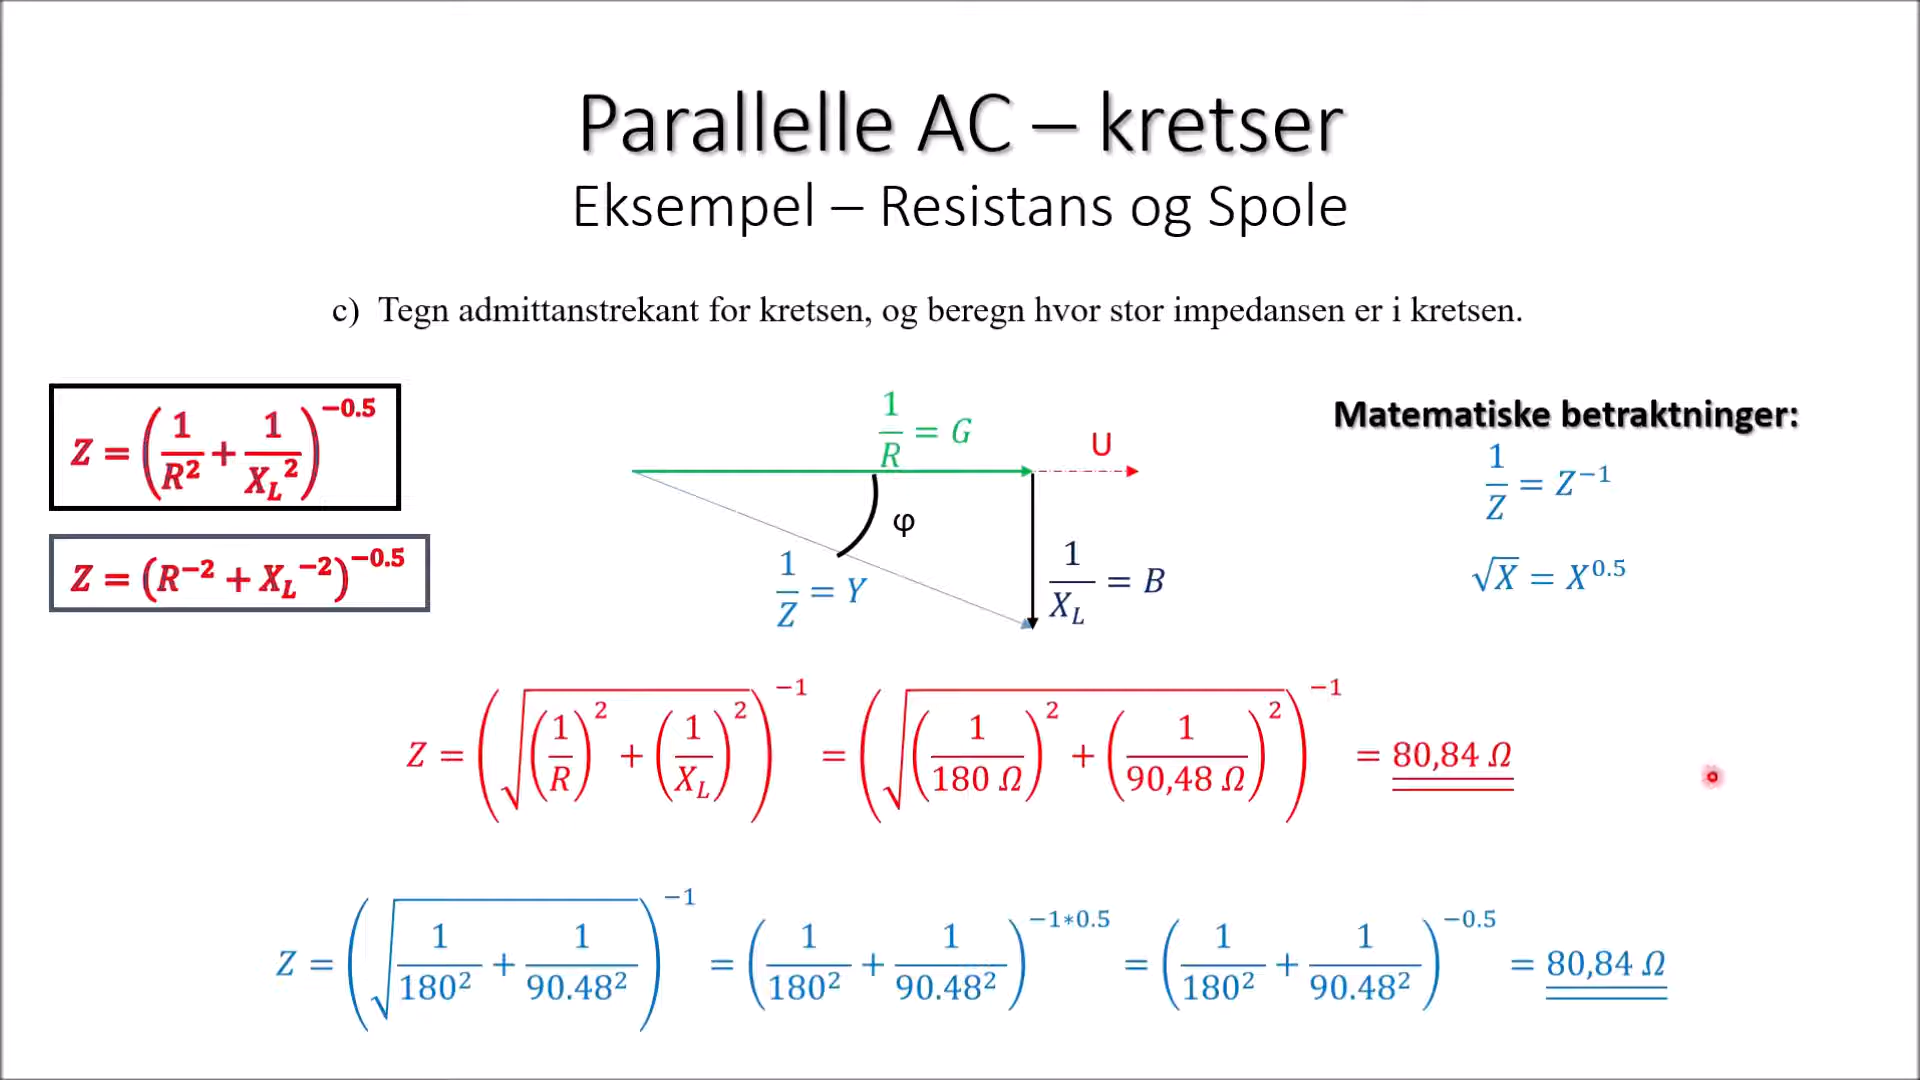 Parallelle AC – kretser
Eksempel – Resistans og Spole
c) Tegn admittanstrekant for kretsen, og beregn hvor stor impedansen er i kretsen.
Z = (1/R² + 1/X_L²)^−0.5
Z = (R^−2 + X_L^−2)^−0.5
1/R = G
U
φ
1/Z = Y
1/X_L = B
Matematiske betraktninger:
1/Z = Z^−1
√X = X^0.5
Z = (√((1/R)² + (1/X_L)²))^−1 = (√((1/180 Ω)² + (1/90,48 Ω)²))^−1 = 80,84 Ω
Z = (√(1/180² + 1/90.48²))^−1 = (1/180² + 1/90.48²)^−1*0.5 = (1/180² + 1/90.48²)^−0.5 = 80,84 Ω